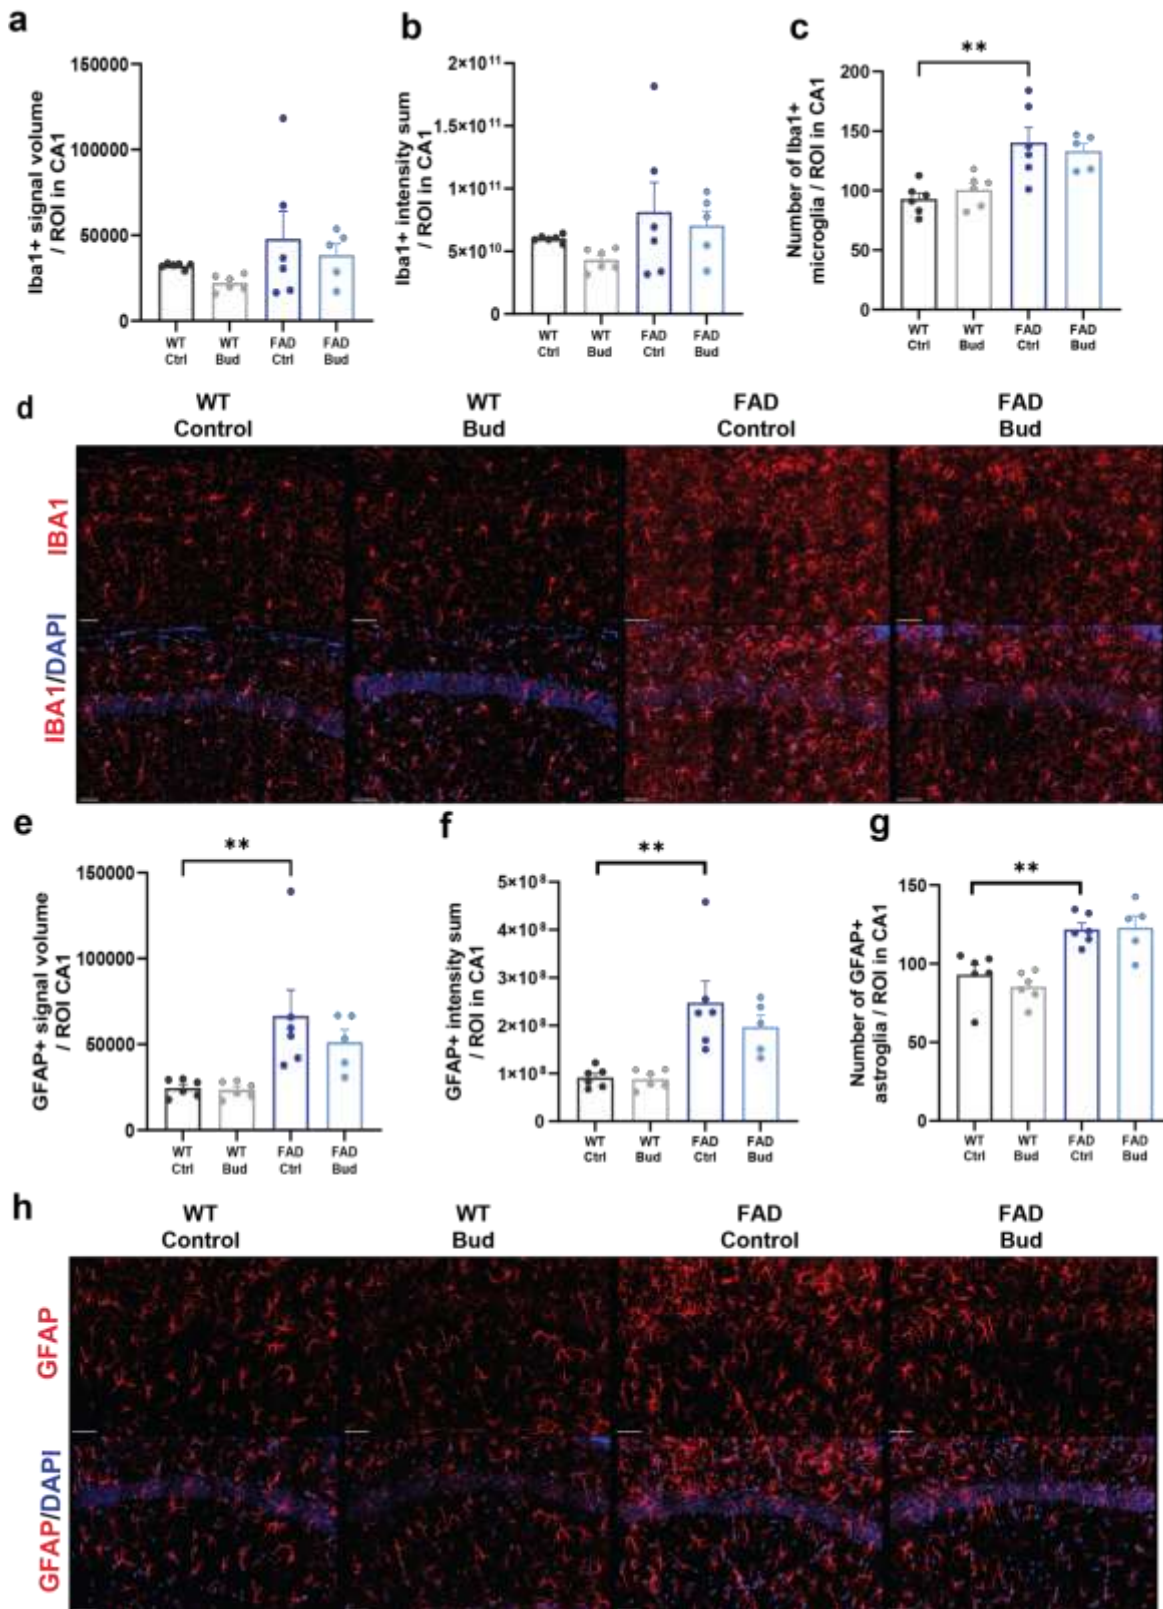 a
Iba1+ signal volume
/ ROI in CA1
150000
100000
50000
0
WT
Ctrl
WT
Bud
FAD
Ctrl
FAD
Bud
b
Iba1+ intensity sum
/ ROI in CA1
2×10¹¹
1.5×10¹¹
1×10¹¹
5×10¹⁰
0
WT
Ctrl
WT
Bud
FAD
Ctrl
FAD
Bud
c
**
Number of Iba1+
microglia / ROI in CA1
200
150
100
50
0
WT
Ctrl
WT
Bud
FAD
Ctrl
FAD
Bud
d
WT
Control
WT
Bud
FAD
Control
FAD
Bud
IBA1
IBA1/DAPI
e
**
GFAP+ signal volume
/ ROI CA1
150000
100000
50000
0
WT
Ctrl
WT
Bud
FAD
Ctrl
FAD
Bud
f
**
GFAP+ intensity sum
/ ROI in CA1
5×10⁸
4×10⁸
3×10⁸
2×10⁸
1×10⁸
0
WT
Ctrl
WT
Bud
FAD
Ctrl
FAD
Bud
g
**
Number of GFAP+
astroglia / ROI in CA1
150
100
50
0
WT
Ctrl
WT
Bud
FAD
Ctrl
FAD
Bud
h
WT
Control
WT
Bud
FAD
Control
FAD
Bud
GFAP
GFAP/DAPI